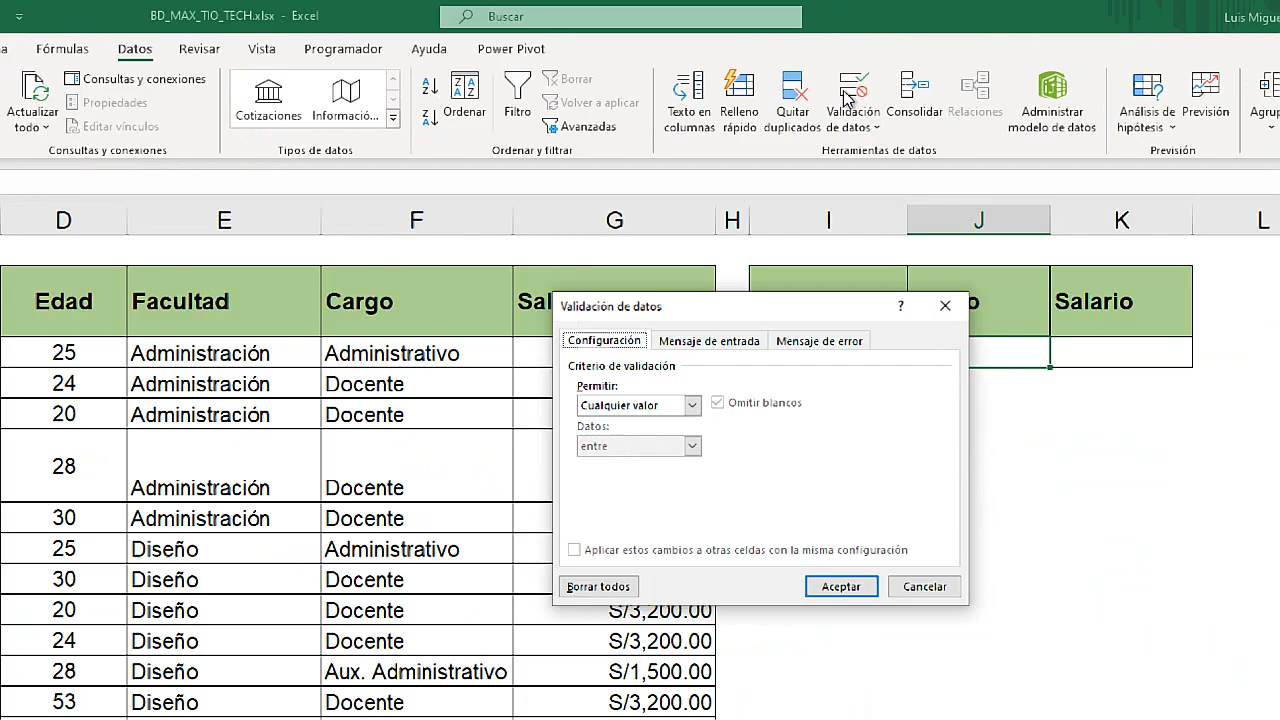 BD_MAX_TIO_TECH.xlsx - Excel
Buscar
Luis Migue
a Fórmulas Datos Revisar Vista Programador Ayuda Power Pivot
Actualizar todo
Consultas y conexiones
Propiedades
Editar vínculos
Consultas y conexiones
Cotizaciones
Informació...
Tipos de datos
Ordenar
Filtro
Borrar
Volver a aplicar
Avanzadas
Ordenar y filtrar
Texto en columnas
Relleno rápido
Quitar duplicados
Validación de datos
Consolidar
Relaciones
Administrar modelo de datos
Herramientas de datos
Análisis de hipótesis
Previsión
Previsión
Agrup
D E F G H I J K L
Edad Facultad Cargo Sal o Salario
25 Administración Administrativo
24 Administración Docente
20 Administración Docente
28 Administración Docente
30 Administración Docente
25 Diseño Administrativo
30 Diseño Docente
20 Diseño Docente S/3,200.00
24 Diseño Docente S/3,200.00
28 Diseño Aux. Administrativo S/1,500.00
53 Diseño Docente S/3,200.00
Validación de datos ?
Configuración Mensaje de entrada Mensaje de error
Criterio de validación
Permitir:
Cualquier valor Omitir blancos
Datos:
entre
Aplicar estos cambios a otras celdas con la misma configuración
Borrar todos Aceptar Cancelar